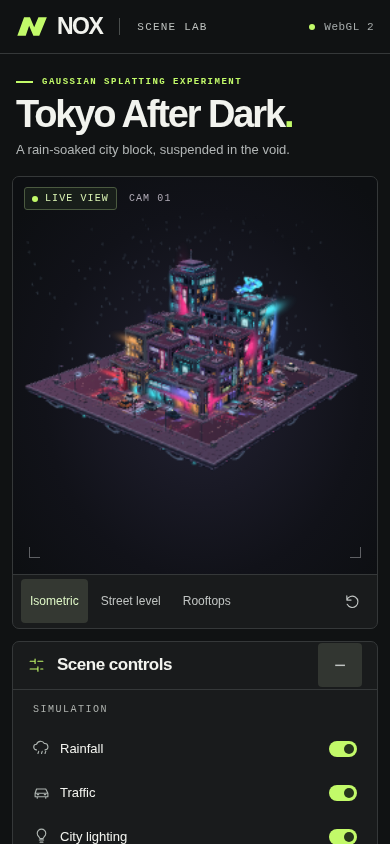 NOX
SCENE LAB
WebGL 2
GAUSSIAN SPLATTING EXPERIMENT
Tokyo After Dark.
A rain-soaked city block, suspended in the void.
LIVE VIEW
CAM 01
Isometric
Street level
Rooftops
Scene controls
SIMULATION
Rainfall
Traffic
City lighting